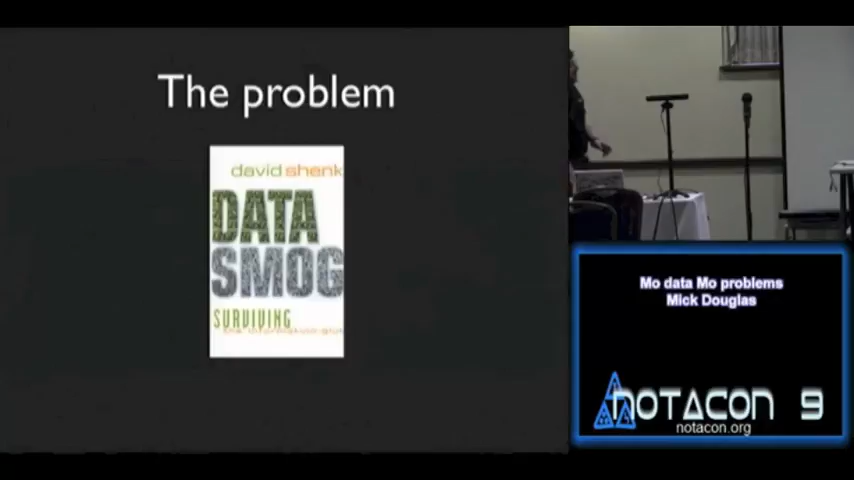 The problem
david shenk
DATA
SMOG
SURVIVING
Mo data Mo problems
Mick Douglas
NOTACON 9
notacon.org